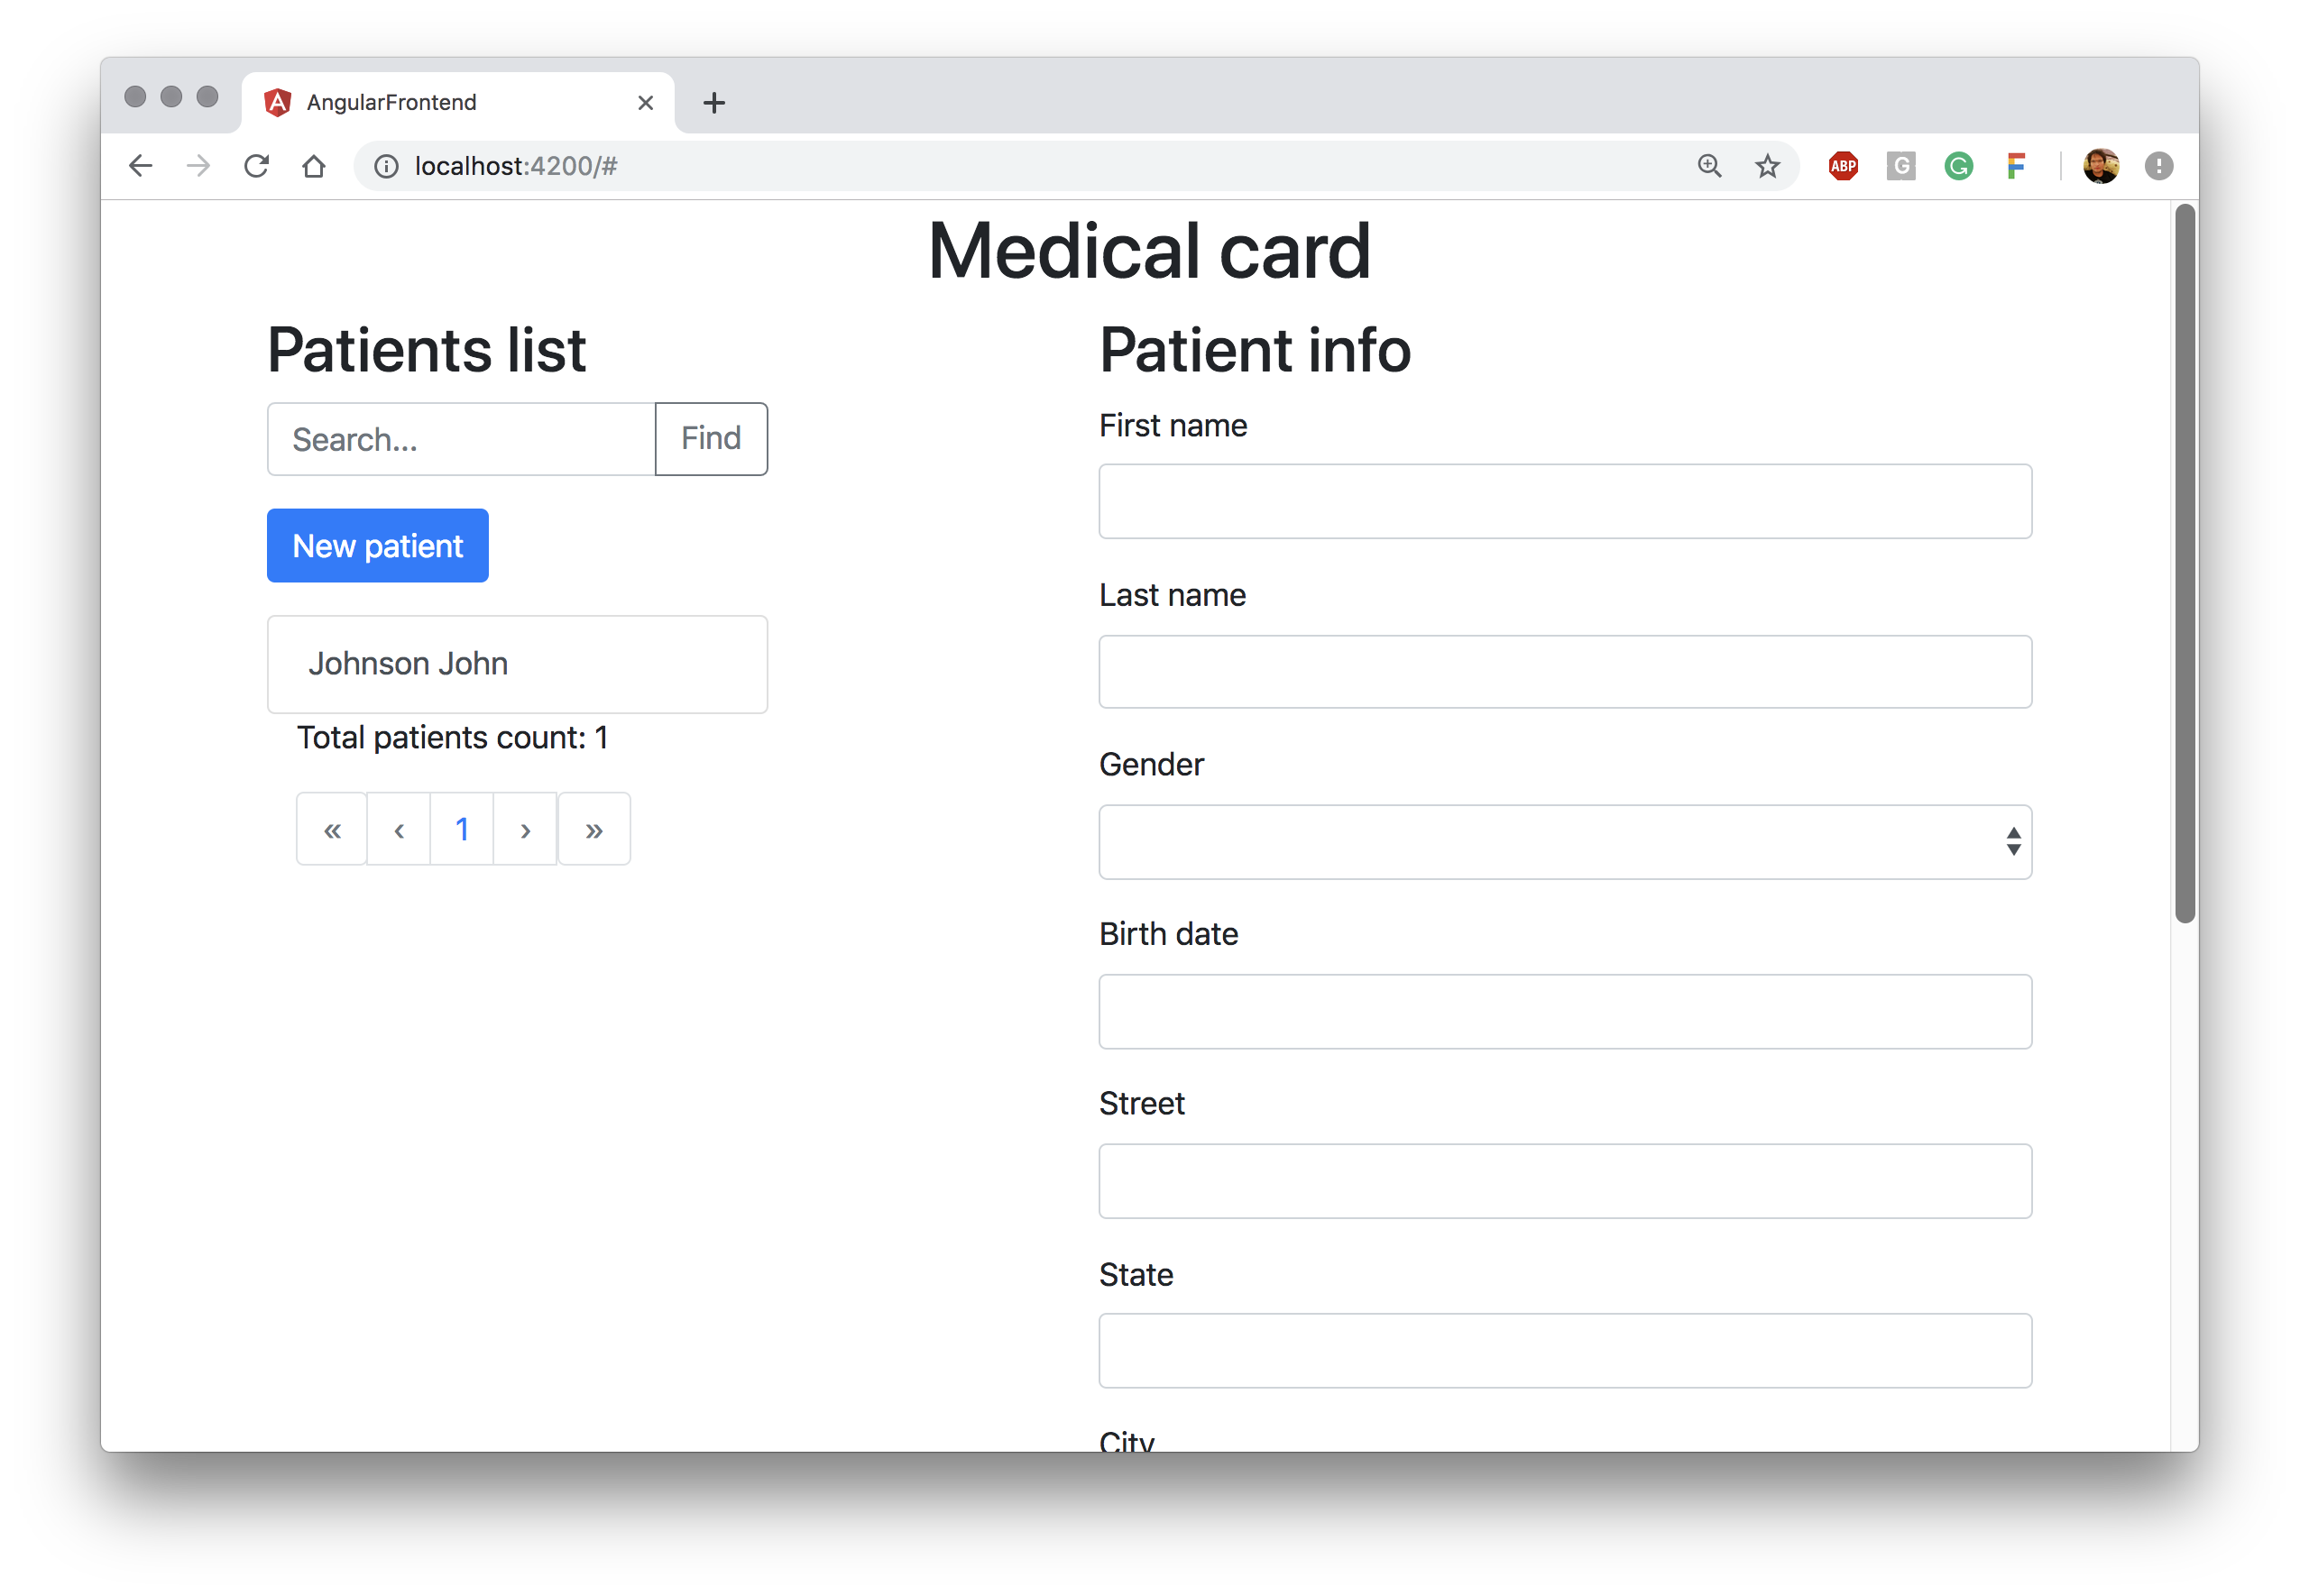 AngularFrontend
localhost:4200/#
ABP
G
G
F
Medical card
Patients list
Search...
Find
New patient
Johnson John
Total patients count: 1
« ‹ 1 › »
Patient info
First name
Last name
Gender
Birth date
Street
State
City